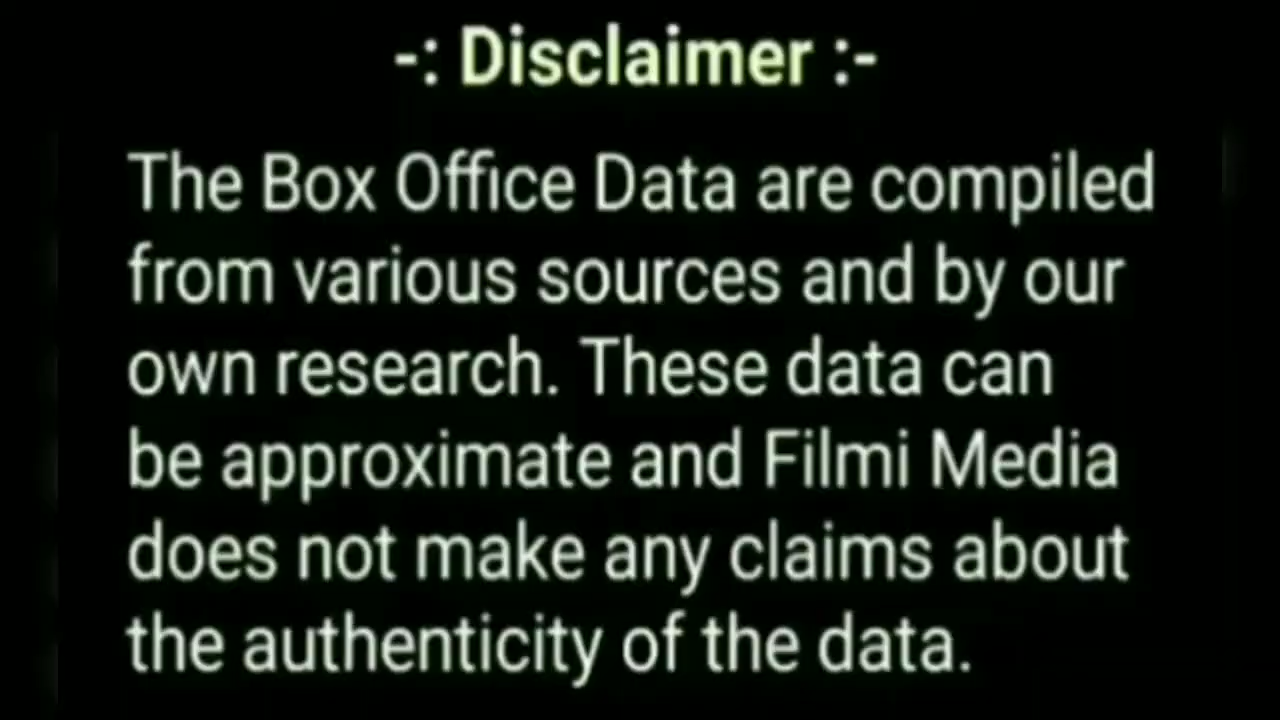 -: Disclaimer :-
The Box Office Data are compiled
from various sources and by our
own research. These data can
be approximate and Filmi Media
does not make any claims about
the authenticity of the data.